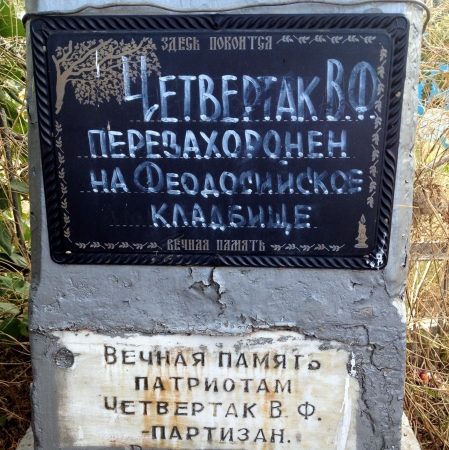 ЗДЕСЬ ПОКОИТСЯ
ЧЕТВЕРТАК.В.Ф.
ПЕРЕЗАХОРОНЕН
НА ФЕОДОСИЙСКОЕ
КЛАДБИЩЕ
ВЕЧНАЯ ПАМЯТЬ
ВЕЧНАЯ ПАМЯТЬ
ПАТРИОТАМ
ЧЕТВЕРТАК В. Ф.
-ПАРТИЗАН.